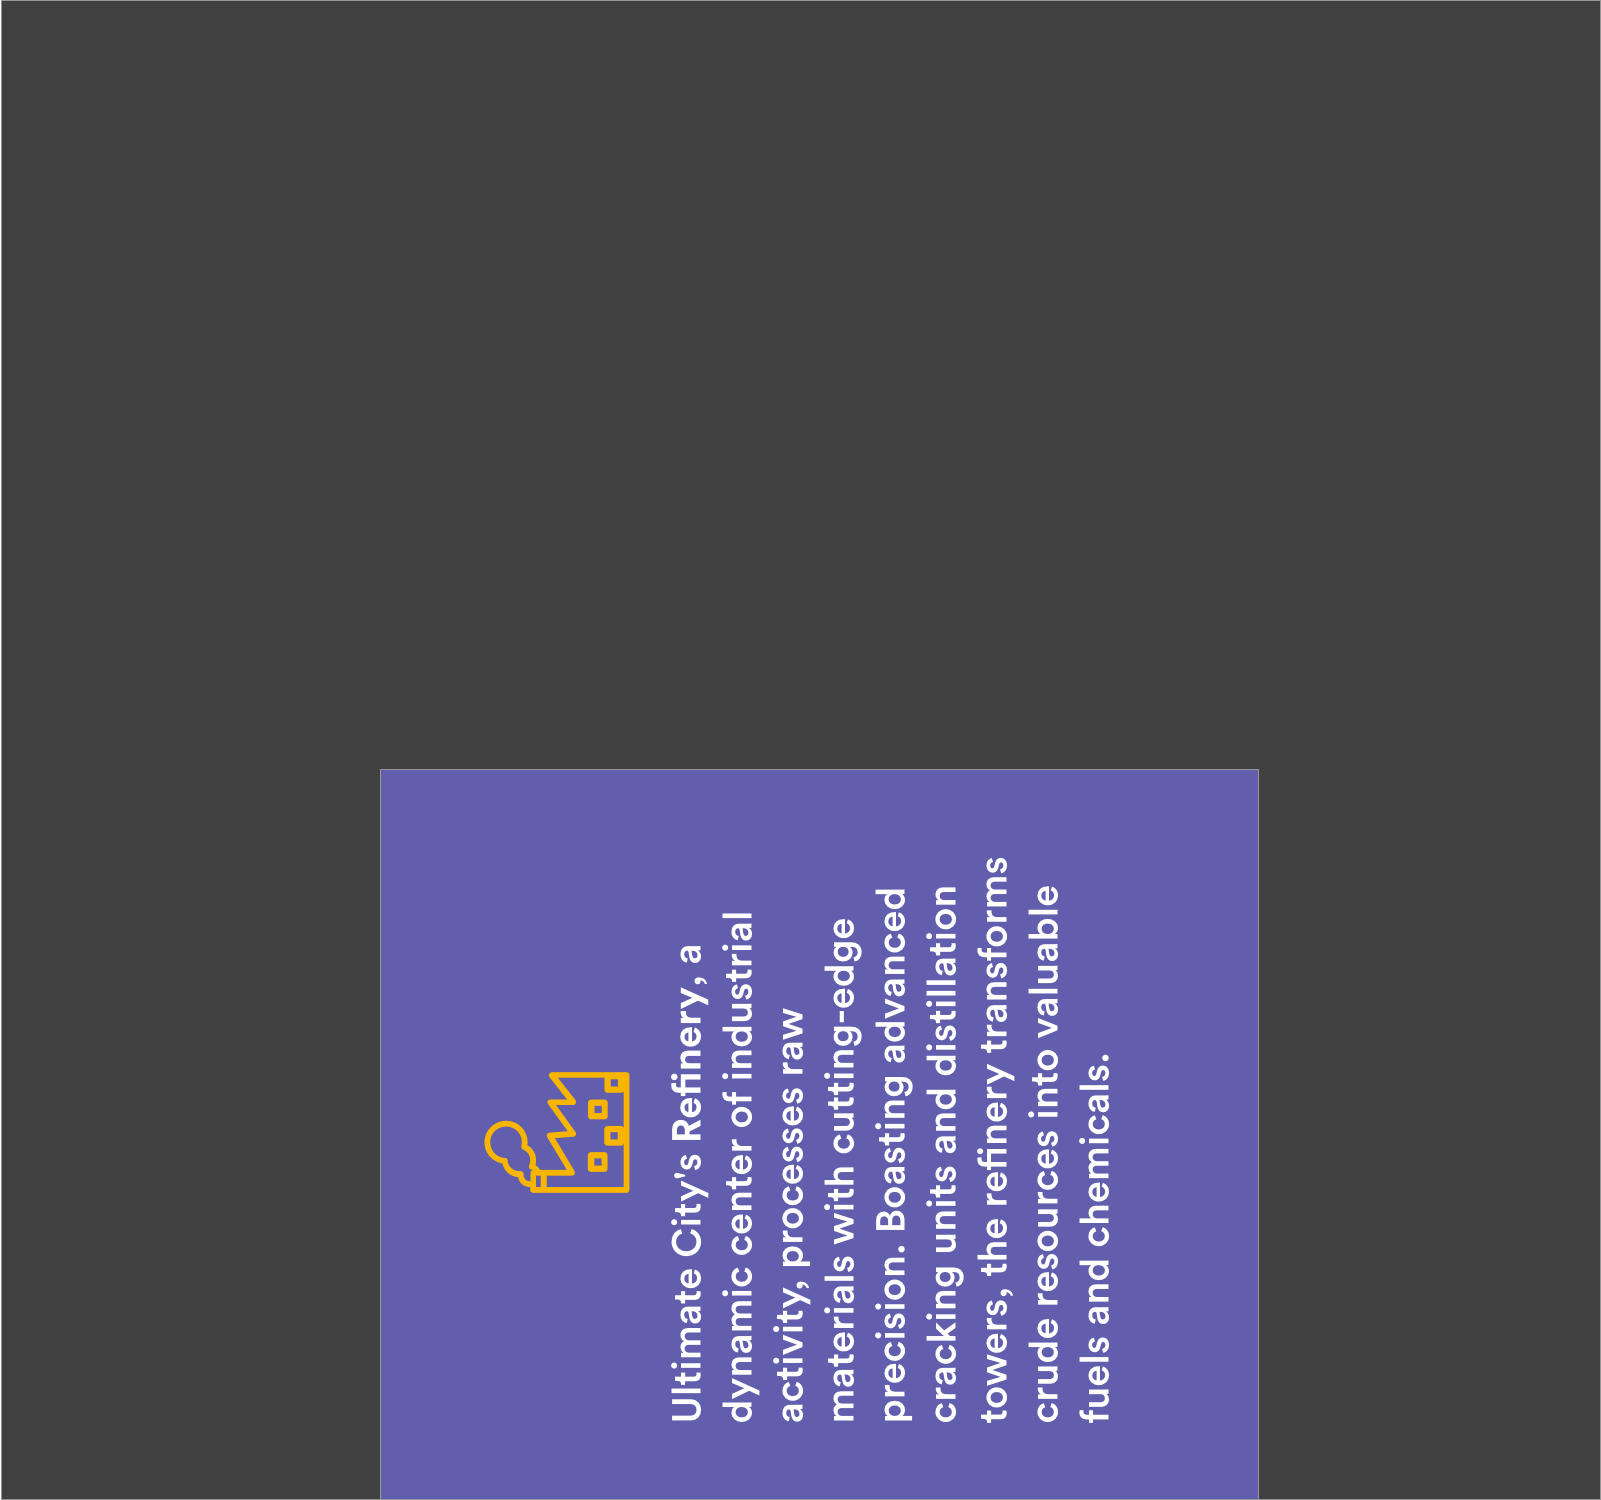 Ultimate City's Refinery, a
dynamic center of industrial
activity, processes raw
materials with cutting-edge
precision. Boasting advanced
cracking units and distillation
towers, the refinery transforms
crude resources into valuable
fuels and chemicals.